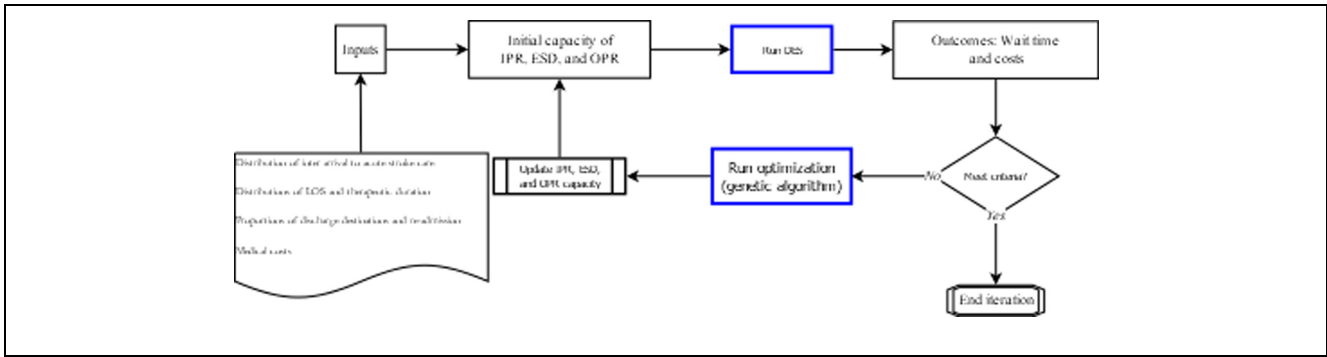 Inputs
Initial capacity of
IPR, ESD, and OPR
Run DES
Outcomes: Wait time
and costs
Distribution of inter arrival to acute stroke care
Distributions of LOS and therapeutic duration
Proportions of discharge destinations and readmission
Medical costs
Update IPR, ESD,
and OPR capacity
Run optimization
(genetic algorithm)
No
Meet criteria?
Yes
End iteration